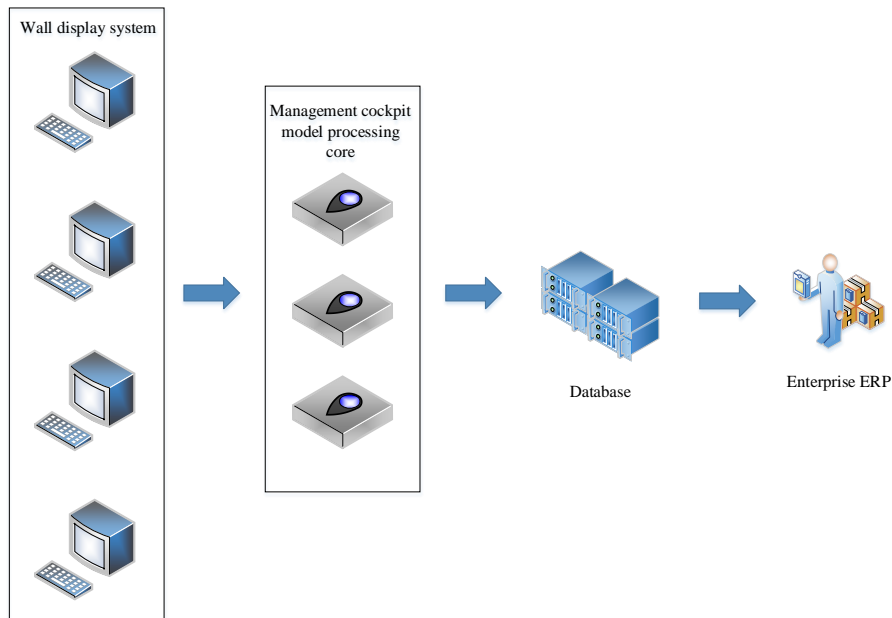 Wall display system
Management cockpit
model processing
core
Database
Enterprise ERP